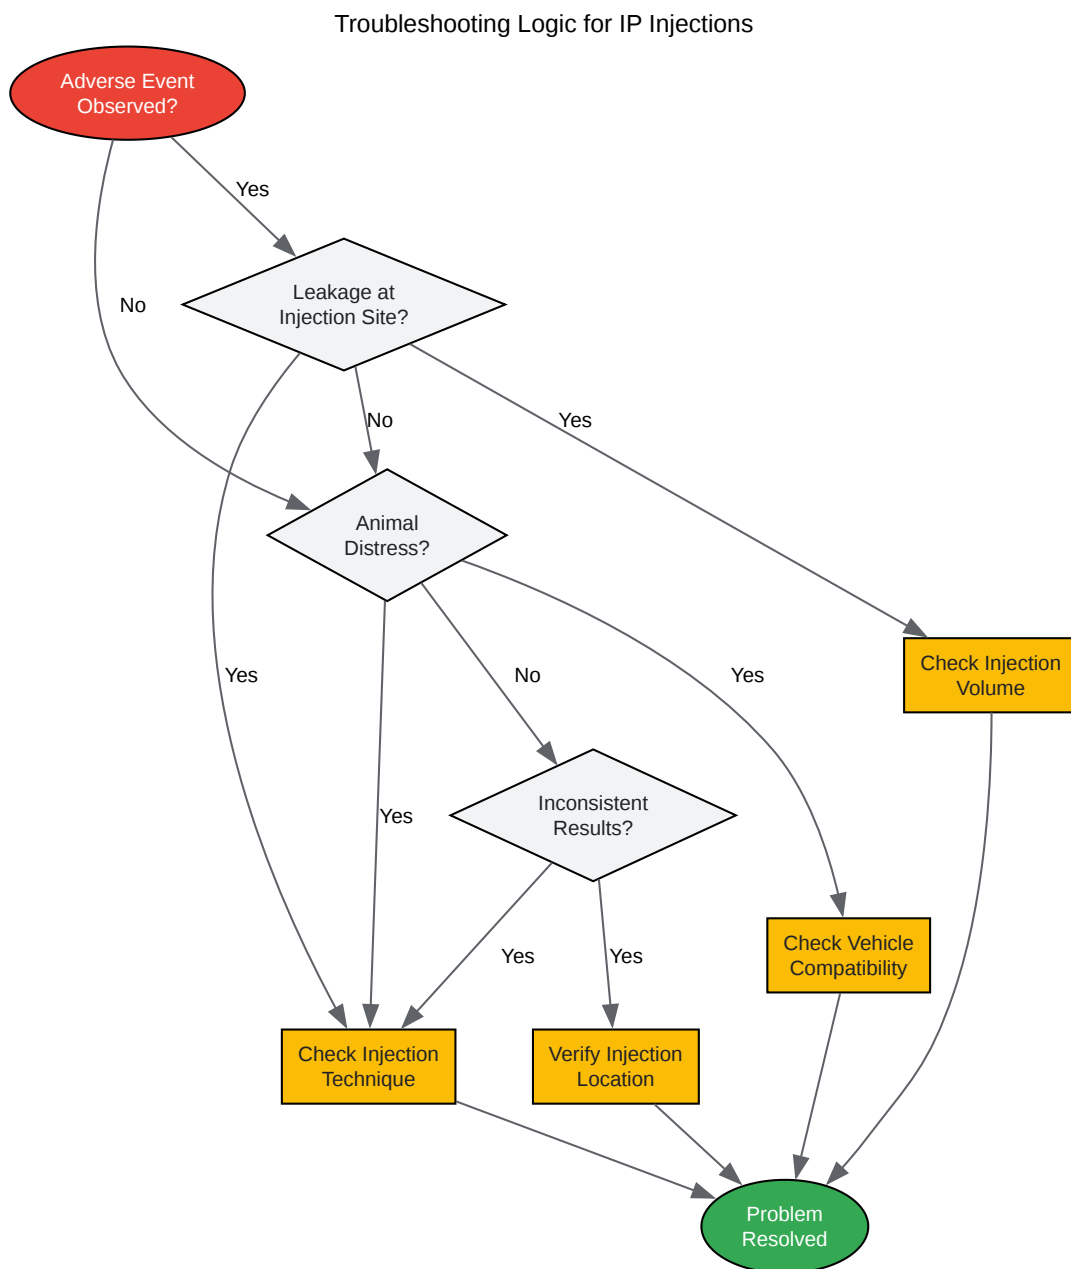 Troubleshooting Logic for IP Injections
Adverse Event
Observed?
Yes
No
Leakage at
Injection Site?
No
Yes
Animal
Distress?
Yes
No
Yes
Check Injection
Volume
Yes
Inconsistent
Results?
Yes
Yes
Check Vehicle
Compatibility
Check Injection
Technique
Verify Injection
Location
Problem
Resolved